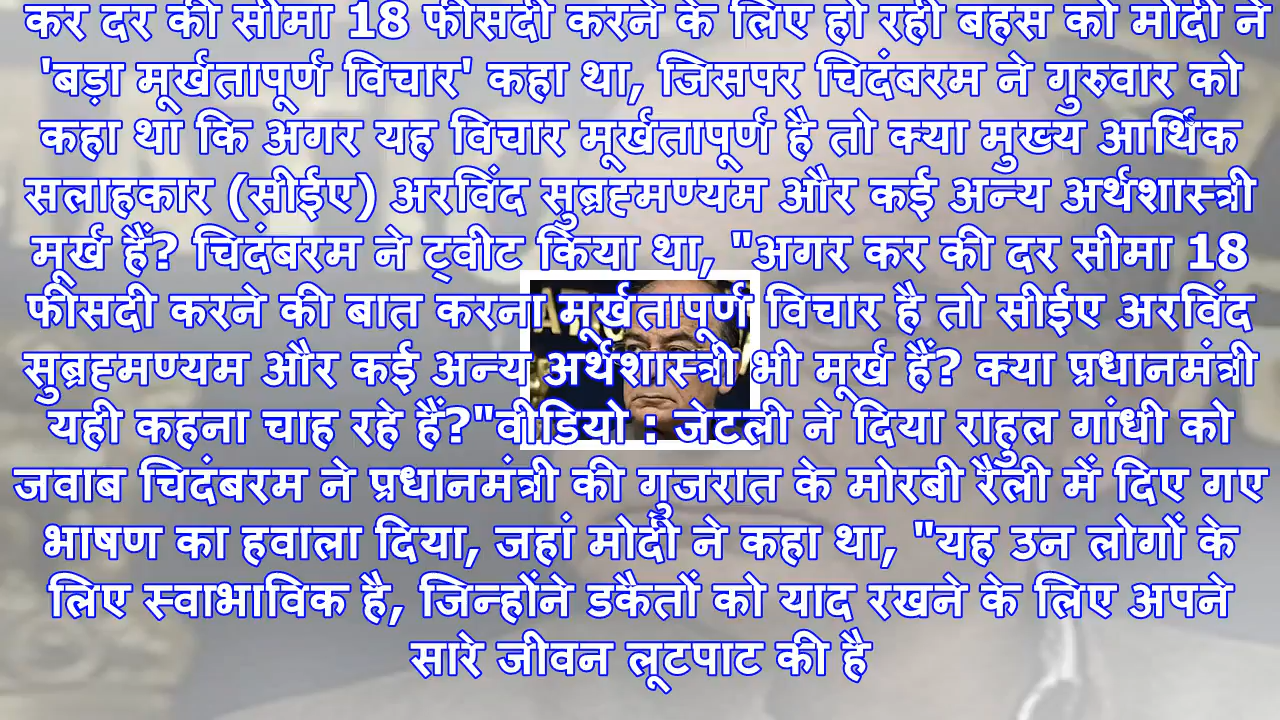 कर दर की सीमा 18 फीसदी करने के लिए हो रही बहस को मोदी ने
'बड़ा मूर्खतापूर्ण विचार' कहा था, जिसपर चिदंबरम ने गुरुवार को
कहा था कि अगर यह विचार मूर्खतापूर्ण है तो क्या मुख्य आर्थिक
सलाहकार (सीईए) अरविंद सुब्रह्मण्यम और कई अन्य अर्थशास्त्री
मूर्ख हैं? चिदंबरम ने ट्वीट किया था, "अगर कर की दर सीमा 18
फीसदी करने की बात करना मूर्खतापूर्ण विचार है तो सीईए अरविंद
सुब्रह्मण्यम और कई अन्य अर्थशास्त्री भी मूर्ख हैं? क्या प्रधानमंत्री
यही कहना चाह रहे हैं?"वीडियो : जेटली ने दिया राहुल गांधी को
जवाब चिदंबरम ने प्रधानमंत्री की गुजरात के मोरबी रैली में दिए गए
भाषण का हवाला दिया, जहां मोदी ने कहा था, "यह उन लोगों के
लिए स्वाभाविक है, जिन्होंने डकैतों को याद रखने के लिए अपने
सारे जीवन लूटपाट की है